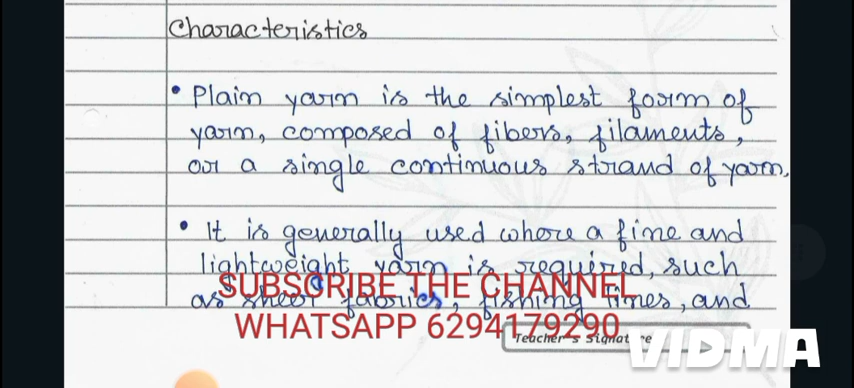 Characteristics
• Plain yarn is the simplest form of
yarn, composed of fibers, filaments,
or a single continuous strand of yarn.
• It is generally used where a fine and
lightweight yarn is required, such
as sheer fabrics, fishing lines, and
SUBSCRIBE THE CHANNEL
WHATSAPP 6294179290
Teacher's Signature
VIDMA